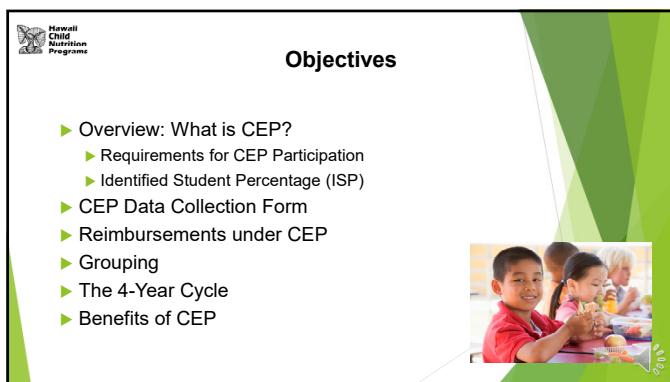 Hawaii
Child
Nutrition
Programs
Objectives
Overview: What is CEP?
Requirements for CEP Participation
Identified Student Percentage (ISP)
CEP Data Collection Form
Reimbursements under CEP
Grouping
The 4-Year Cycle
Benefits of CEP